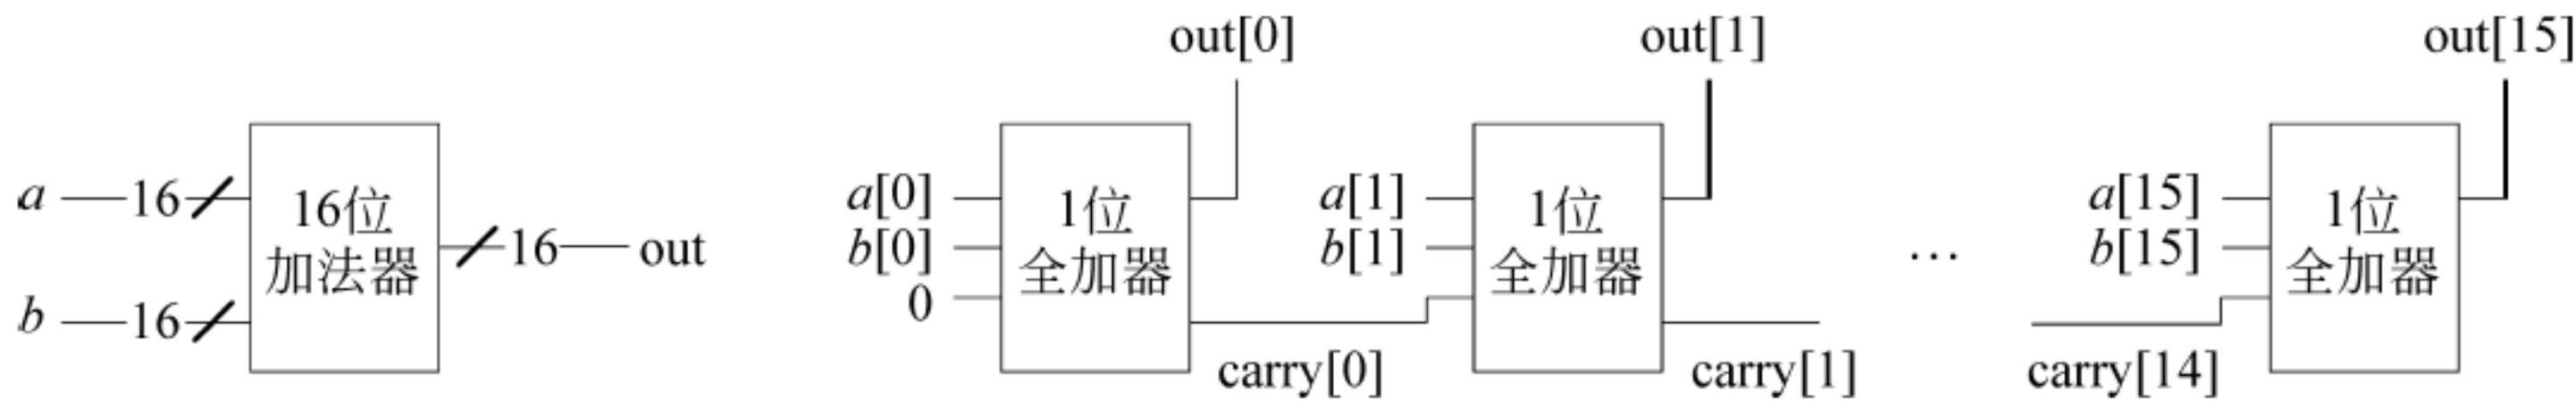 a 16
16位
加法器
16 out
b 16
out[0]
a[0]
b[0]
0
1位
全加器
carry[0]
out[1]
a[1]
b[1]
1位
全加器
carry[1]
…
out[15]
a[15]
b[15]
1位
全加器
carry[14]